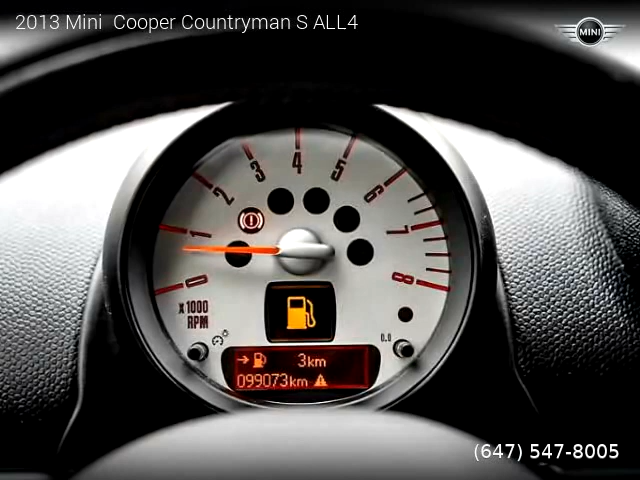 2013 Mini Cooper Countryman S ALL4
MINI
0 1 2 3 4 5 6 7 8
x1000
RPM
0.0
3km
099073km
(647) 547-8005